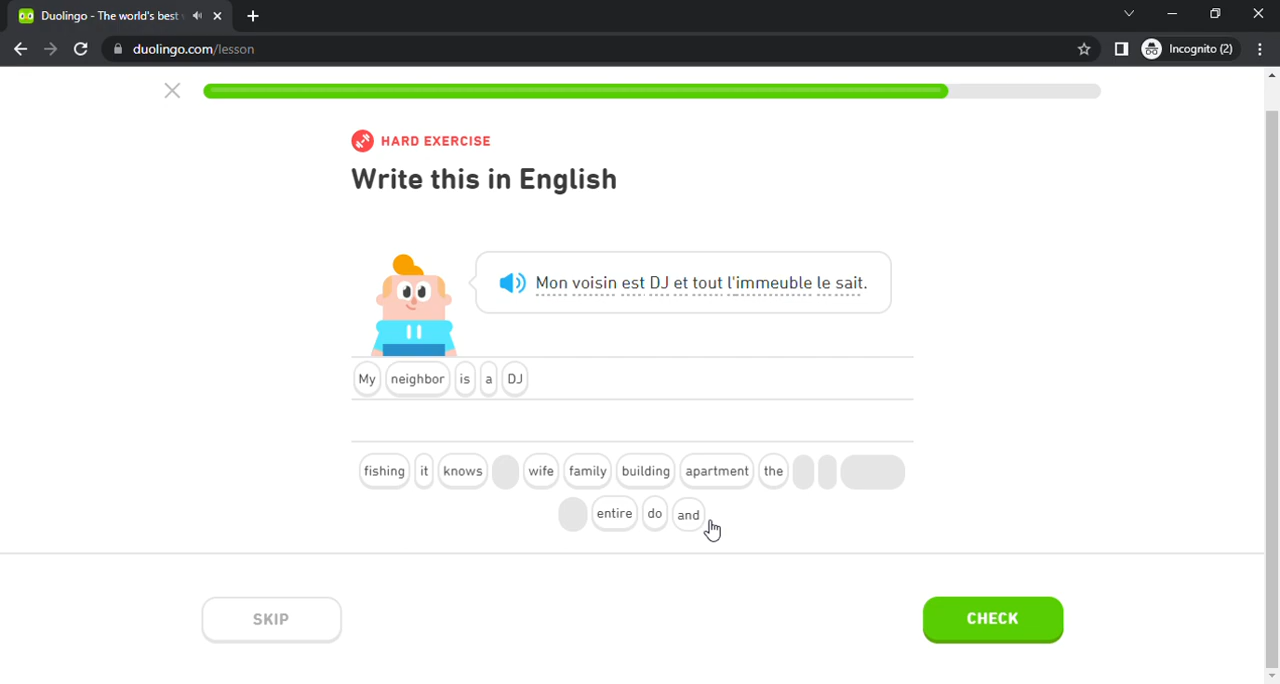 Duolingo - The world's best
duolingo.com/lesson
Incognito (2)
HARD EXERCISE
Write this in English
Mon voisin est DJ et tout l'immeuble le sait.
My neighbor is a DJ
fishing it knows wife family building apartment the
entire do and
SKIP
CHECK